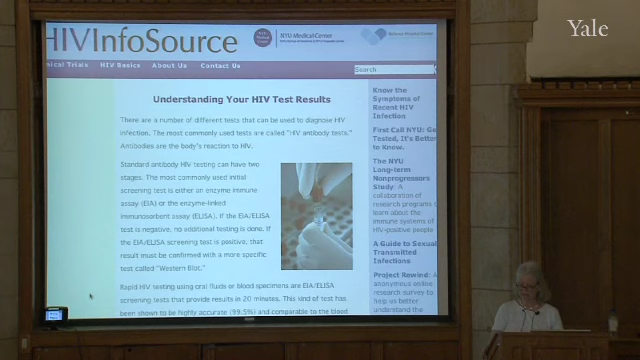 Yale
HIVInfoSource
NYU Medical Center
nical Trials HIV Basics About Us Contact Us
Search
Understanding Your HIV Test Results
There are a number of different tests that can be used to diagnose HIV
infection. The most commonly used tests are called "HIV antibody tests."
Antibodies are the body's reaction to HIV.
Standard antibody HIV testing can have two
stages. The most commonly used initial
screening test is either an enzyme immune
assay (EIA) or the enzyme-linked
immunosorbent assay (ELISA). If the EIA/ELISA
test is negative, no additional testing is done. If
the EIA/ELISA screening test is positive, that
result must be confirmed with a more specific
test called "Western Blot."
Rapid HIV testing using oral fluids or blood specimens are EIA/ELISA
screening tests that provide results in 20 minutes. This kind of test has
been shown to be highly accurate (99.5%) and comparable to the blood
Know the
Symptoms of
Recent HIV
Infection
First Call NYU: Ge
Tested, It's Bette
to Know.
The NYU
Long-term
Nonprogressors
Study: A
collaboration of
research programs t
learn about the
immune systems of
HIV-positive people
A Guide to Sexual
Transmitted
Infections
Project Rewind: A
anonymous online
research survey to
help us better
understand the